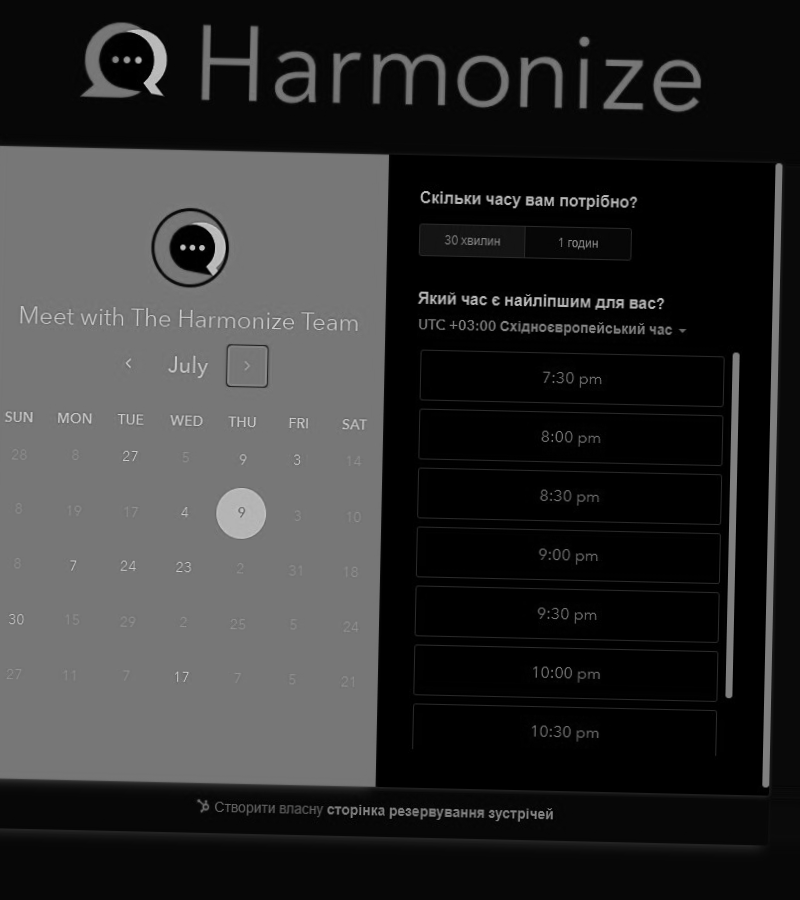 Harmonize
Meet with The Harmonize Team
July
SUN MON TUE WED THU FRI SAT
28 8 27 5 9 3 14
8 19 17 4 9 3 10
8 7 24 23 2 31 18
30 15 29 2 25 5 24
27 11 7 17 7 5 21
Скільки часу вам потрібно?
30 хвилин 1 годин
Який час є найліпшим для вас?
UTC +03:00 Східноєвропейський час
7:30 pm
8:00 pm
8:30 pm
9:00 pm
9:30 pm
10:00 pm
10:30 pm
Створити власну сторінка резервування зустрічей